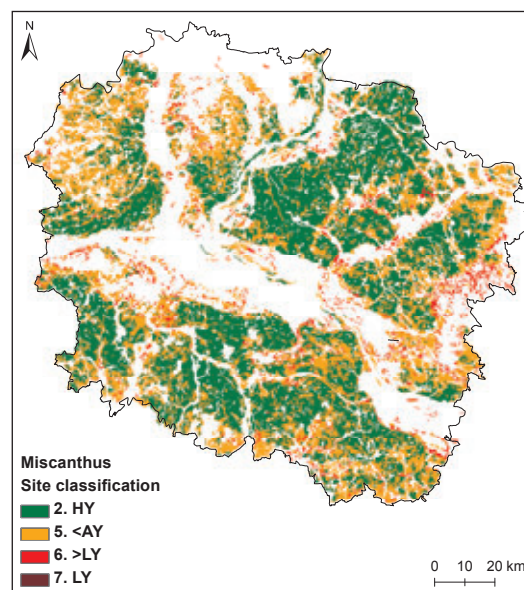 N
Miscanthus
Site classification
2. HY
5. <AY
6. >LY
7. LY
0 10 20 km